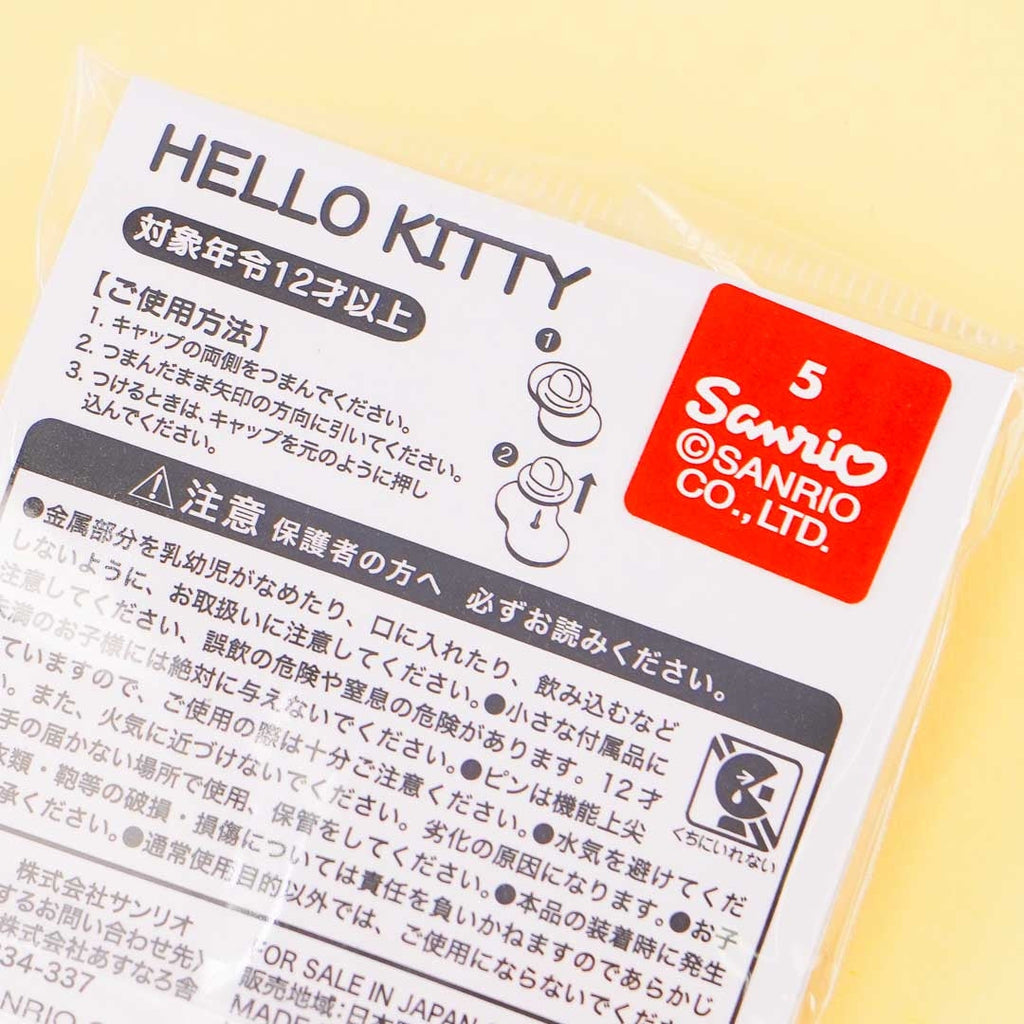 HELLO KITTY
対象年令12才以上
【ご使用方法】
1. キャップの両側をつまんでください。
2. つまんだまま矢印の方向に引いてください。
3. つけるときは、キャップを元のように押し
込んでください。
1
2
5
Sanrio
©SANRIO
CO., LTD.
注意 保護者の方へ 必ずお読みください。
●金属部分を乳幼児がなめたり、口に入れたり、飲み込むなど
しないように、お取扱いに注意してください。●小さな付属品に
注意してください、誤飲の危険や窒息の危険があります。12才
未満のお子様には絶対に与えないでください。●ピンは機能上尖
ていますので、ご使用の際は十分ご注意ください。●水気を避けてくだ
い。また、火気に近づけないでください。劣化の原因になります。●お子
手の届かない場所で使用、保管をしてください。●本品の装着時に発生
衣類・鞄等の破損・損傷については責任を負いかねますのであらかじ
承ください。●通常使用目的以外では、ご使用にならないでく
くちにいれない
株式会社サンリオ
するお問い合わせ先〉
株式会社あすなろ舎
34-337
FOR SALE IN JAPAN
販売地域:日本
MADE